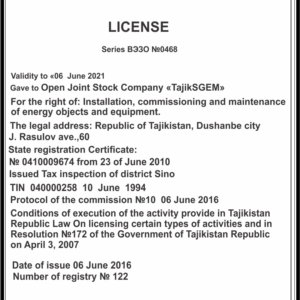 LICENSE
Series ВЭЗО №0468
Validity to «06 June 2021
Gave to Open Joint Stock Company «TajikSGEM»
For the right of: Installation, commissioning and maintenance
of energy objects and equipment.
The legal address: Republic of Tajikistan, Dushanbe city
J. Rasulov ave.,60
State registration Certificate:
№ 0410009674 from 23 of June 2010
Issued Tax inspection of district Sino
TIN 040000258 10 June 1994
Protocol of the commission №10 06 June 2016
Conditions of execution of the activity provide in Tajikistan
Republic Law On licensing certain types of activities and in
Resolution №172 of the Government of Tajikistan Republic
on April 3, 2007
Date of issue 06 June 2016
Number of registry № 122